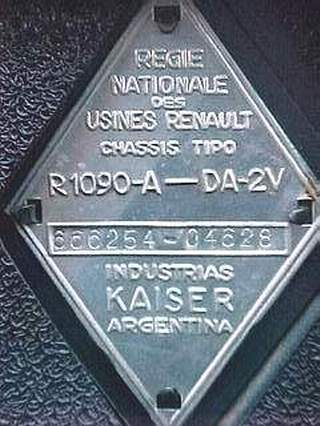 REGIE
NATIONALE
DES
USINES RENAULT
CHASSIS TIPO
R1090-A—DA-2V
666254-04628
INDUSTRIAS
KAISER
ARGENTINA